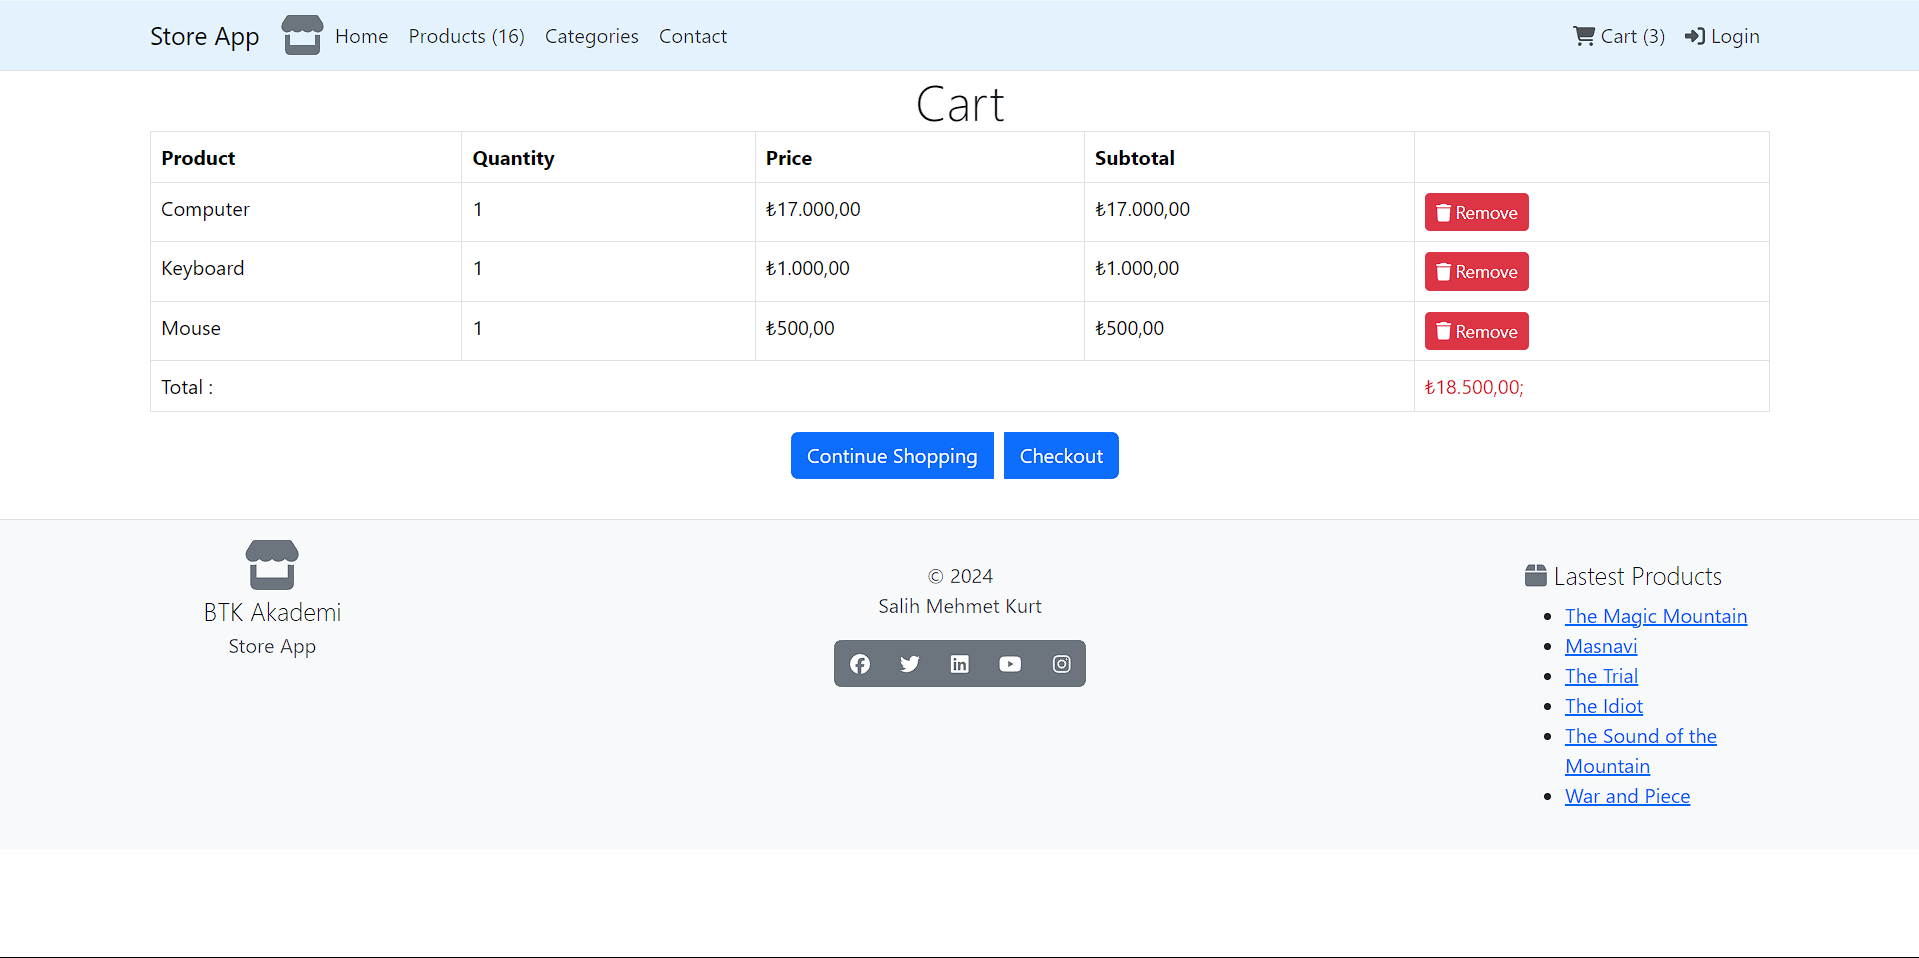 Store App Home Products (16) Categories Contact Cart (3) Login
Cart
Product Quantity Price Subtotal
Computer 1 ₺17.000,00 ₺17.000,00 Remove
Keyboard 1 ₺1.000,00 ₺1.000,00 Remove
Mouse 1 ₺500,00 ₺500,00 Remove
Total : ₺18.500,00;
Continue Shopping Checkout
BTK Akademi
Store App
© 2024
Salih Mehmet Kurt
Lastest Products
The Magic Mountain
Masnavi
The Trial
The Idiot
The Sound of the
Mountain
War and Piece